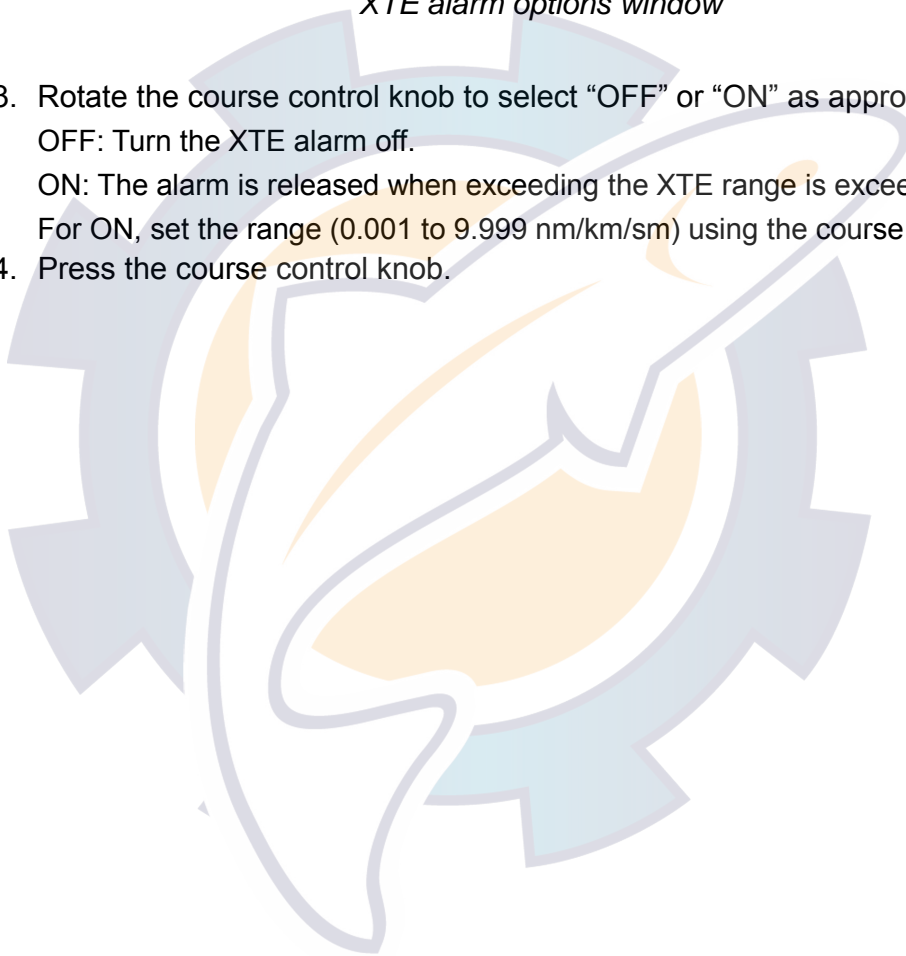 XTE alarm options window
3. Rotate the course control knob to select “OFF” or “ON” as
OFF: Turn the XTE alarm off.
ON: The alarm is released when exceeding the XTE range is
For ON, set the range (0.001 to 9.999 nm/km/sm) using the course
4. Press the course control knob.